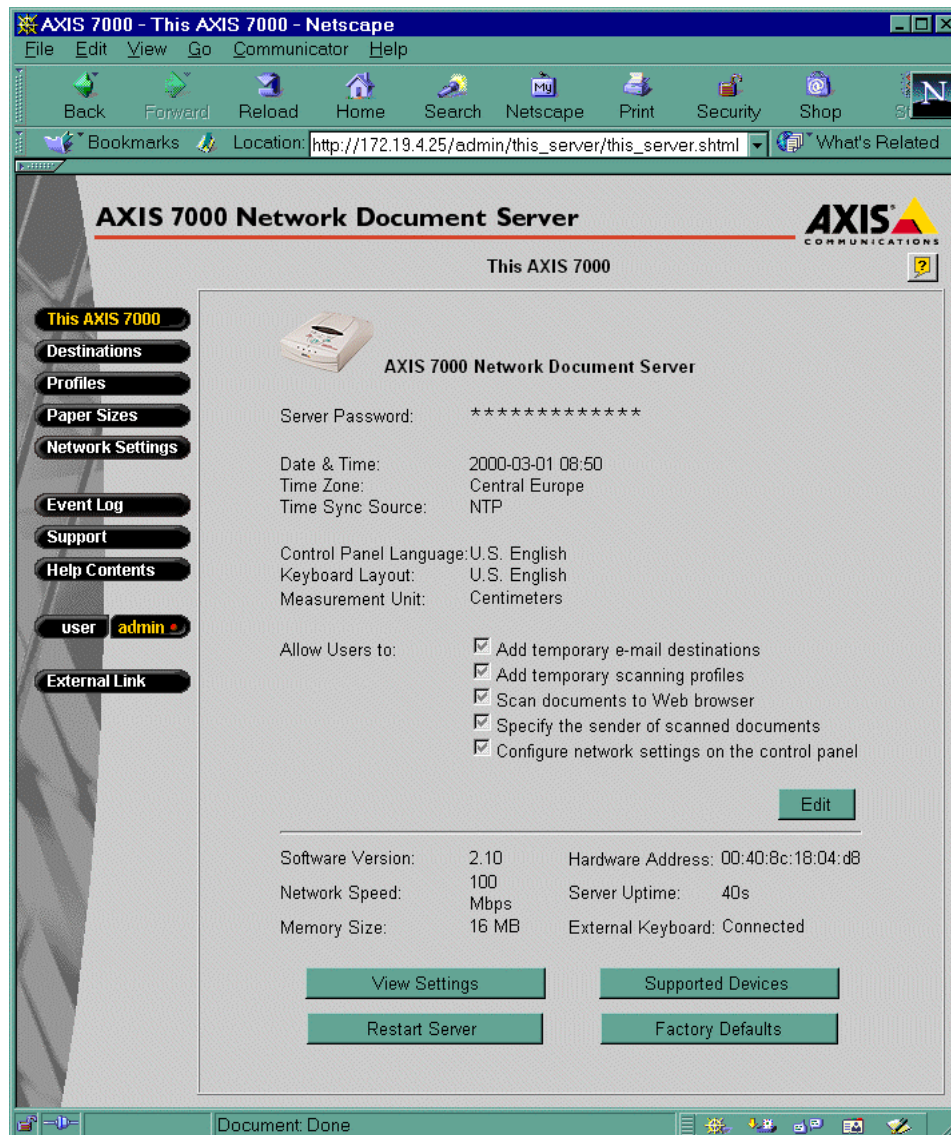 AXIS 7000 - This AXIS 7000 - Netscape
File Edit View Go Communicator Help
Back Forward Reload Home Search Netscape Print Security Shop
My
N
Bookmarks Location: http://172.19.4.25/admin/this_server/this_server.shtml What's Related
AXIS 7000 Network Document Server
AXIS
COMMUNICATIONS
This AXIS 7000
?
This AXIS 7000
Destinations
Profiles
Paper Sizes
Network Settings
Event Log
Support
Help Contents
user admin
External Link
AXIS 7000 Network Document Server
Server Password: *************
Date & Time: 2000-03-01 08:50
Time Zone: Central Europe
Time Sync Source: NTP
Control Panel Language: U.S. English
Keyboard Layout: U.S. English
Measurement Unit: Centimeters
Allow Users to: Add temporary e-mail destinations
Add temporary scanning profiles
Scan documents to Web browser
Specify the sender of scanned documents
Configure network settings on the control panel
Edit
Software Version: 2.10 Hardware Address: 00:40:8c:18:04:d8
Network Speed: 100 Mbps Server Uptime: 40s
Memory Size: 16 MB External Keyboard: Connected
View Settings Supported Devices
Restart Server Factory Defaults
Document: Done